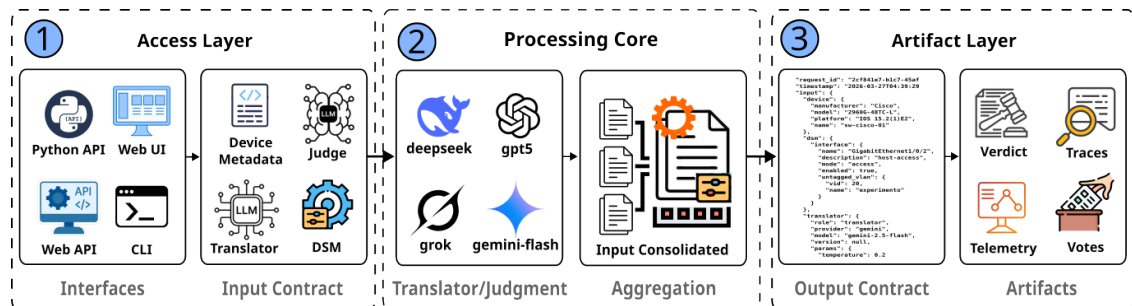 1
Access Layer
Python API
Web UI
Web API
CLI
Interfaces
Device
Metadata
LLM
Judge
LLM
Translator
DSM
Input Contract
2
Processing Core
deepseek
gpt5
grok
gemini-flash
Translator/Judgment
Input Consolidated
Aggregation
3
Artifact Layer
"request_id": "2cf841e7-b1c7-45af
"timestamp": "2026-03-27T04:39:29
"input": {
"device": {
"manufacturer": "Cisco",
"model": "2960G-48TC-L",
"platform": "IOS 15.2(1)E2",
"name": "sw-cisco-01"
},
"dsm": {
"interface": {
"name": "GigabitEthernet1/0/2",
"description": "host-access",
"mode": "access",
"enabled": true,
"untagged_vlan": {
"vid": 20,
"name": "experimento"
}
}
},
"translator": {
"role": "translator",
"provider": "gemini",
"model": "gemini-2.5-flash",
"version": null,
"params": {
"temperature": 0.2
Output Contract
Verdict
Traces
Telemetry
Votes
Artifacts